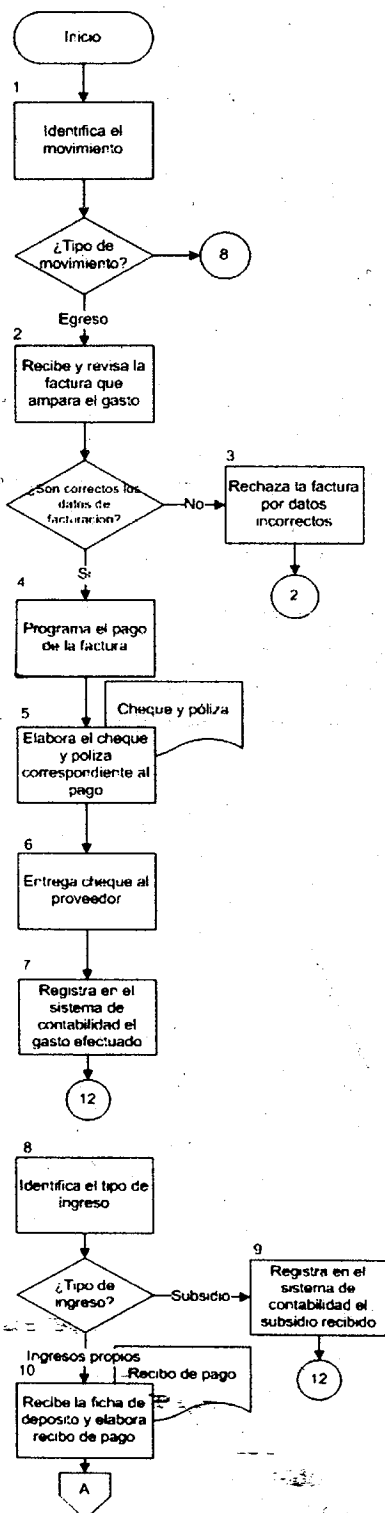 Inicio
1
Identifica el
movimiento
¿Tipo de
movimiento?
8
Egreso
2
Recibe y revisa la
factura que
ampara el gasto
¿Son correctos los
datos de
facturacion?
No
3
Rechaza la factura
por datos
incorrectos
2
Si
4
Programa el pago
de la factura
Cheque y póliza
5
Elabora el cheque
y poliza
correspondiente al
pago
6
Entrega cheque al
proveedor
7
Registra en el
sistema de
contabilidad el
gasto efectuado
12
8
Identifica el tipo de
ingreso
¿Tipo de
ingreso?
Subsidio
9
Registra en el
sistema de
contabilidad el
subsidio recibido
12
Ingresos propios
Recibo de pago
10
Recibe la ficha de
deposito y elabora
recibo de pago
A